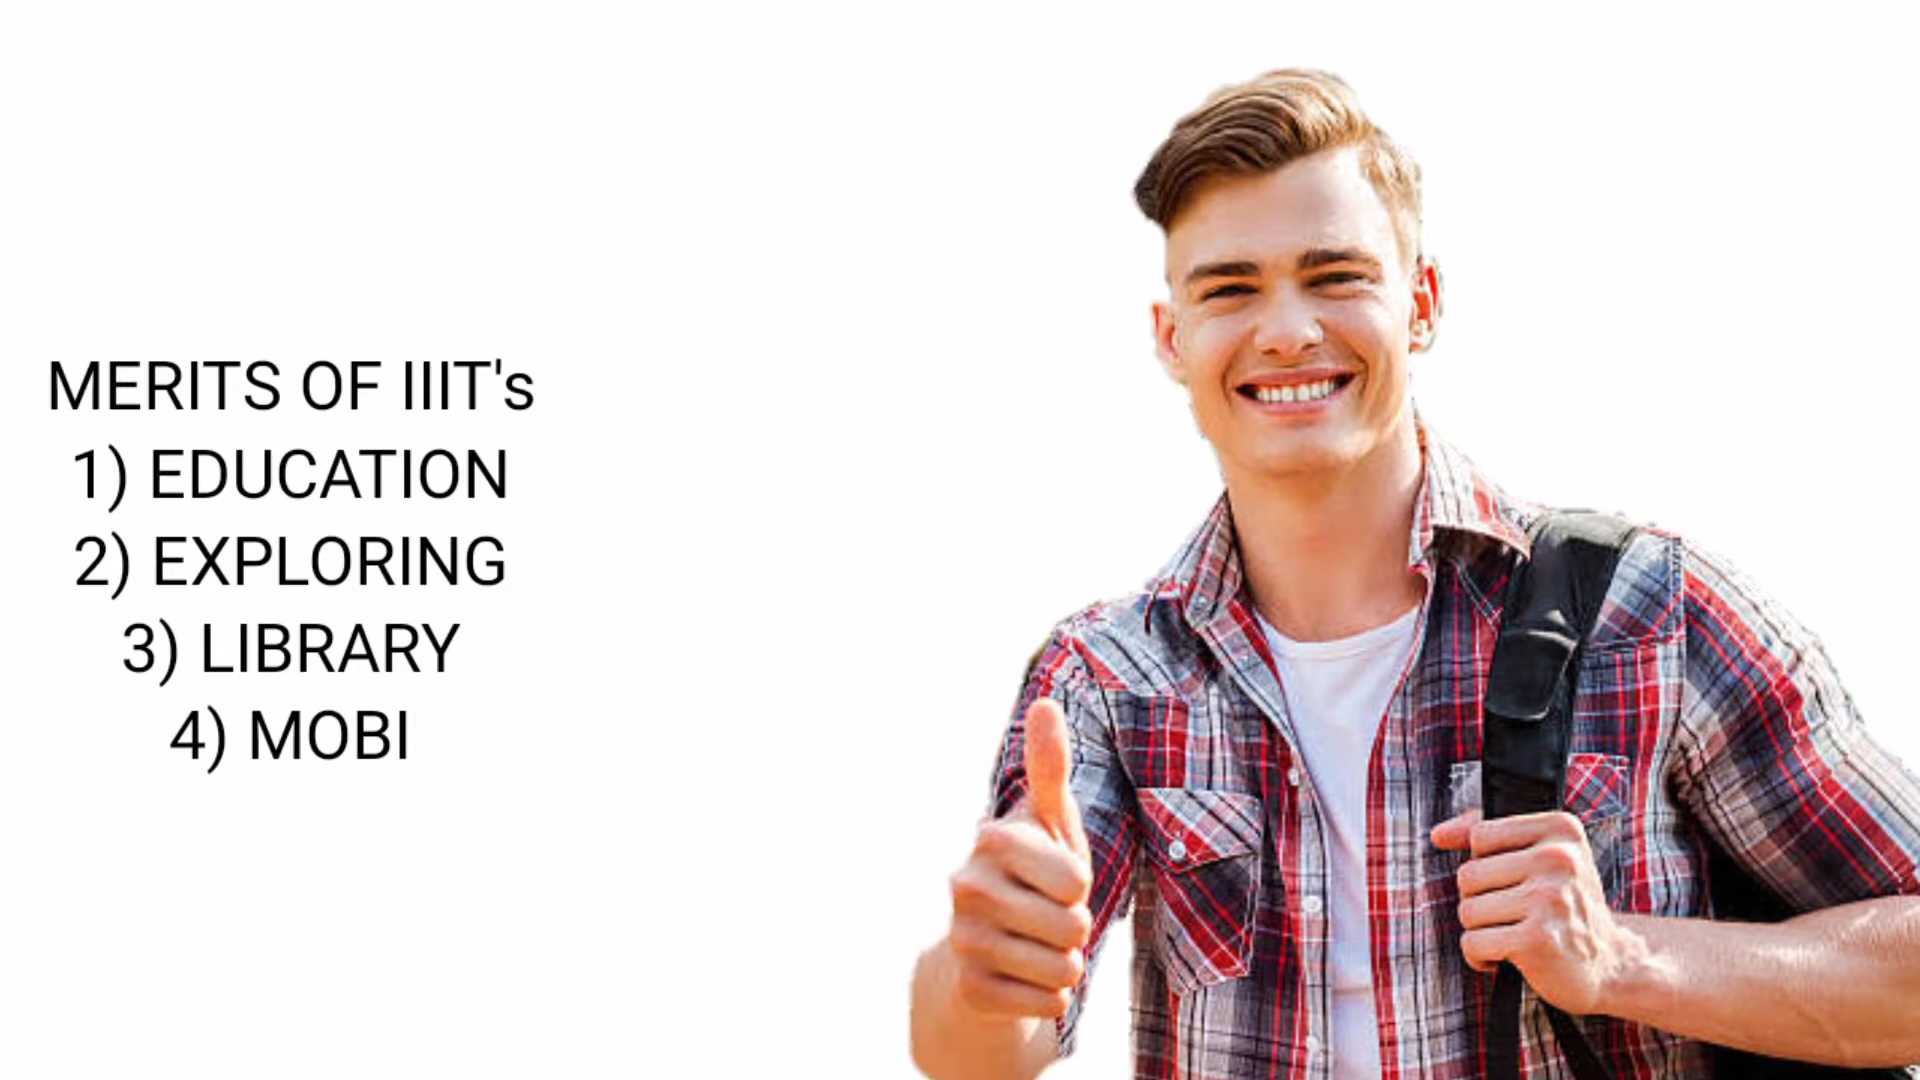 MERITS OF IIIT's
1) EDUCATION
2) EXPLORING
3) LIBRARY
4) MOBI